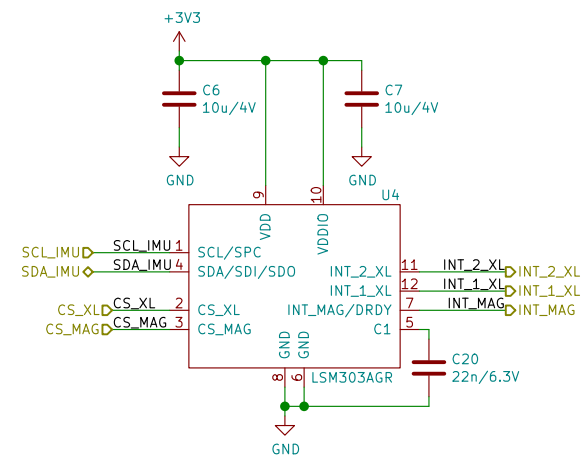 +3V3
C6
10u/4V
C7
10u/4V
GND
GND
U4
9
10
VDD
VDDIO
SCL_IMU SCL_IMU 1 SCL/SPC
SDA_IMU SDA_IMU 4 SDA/SDI/SDO
INT_2_XL 11 INT_2_XL INT_2_XL
INT_1_XL 12 INT_1_XL INT_1_XL
CS_XL CS_XL 2 CS_XL
INT_MAG/DRDY 7 INT_MAG INT_MAG
CS_MAG CS_MAG 3 CS_MAG
C1 5
GND
GND
C20
22n/6.3V
8
6
LSM303AGR
GND